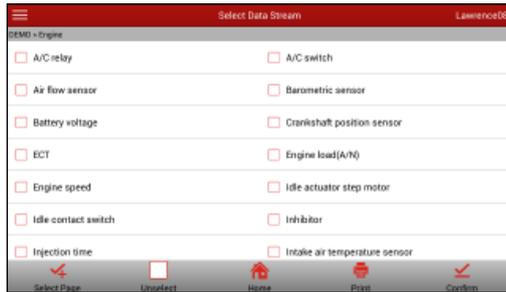 Select Data Stream Lawrence08
DEMO > Engine
A/C relay A/C switch
Air flow sensor Barometric sensor
Battery voltage Crankshaft position sensor
ECT Engine load(A/N)
Engine speed Idle actuator step motor
Idle contact switch Inhibitor
Injection time Intake air temperature sensor
Select Page Unselect Home Print Confirm